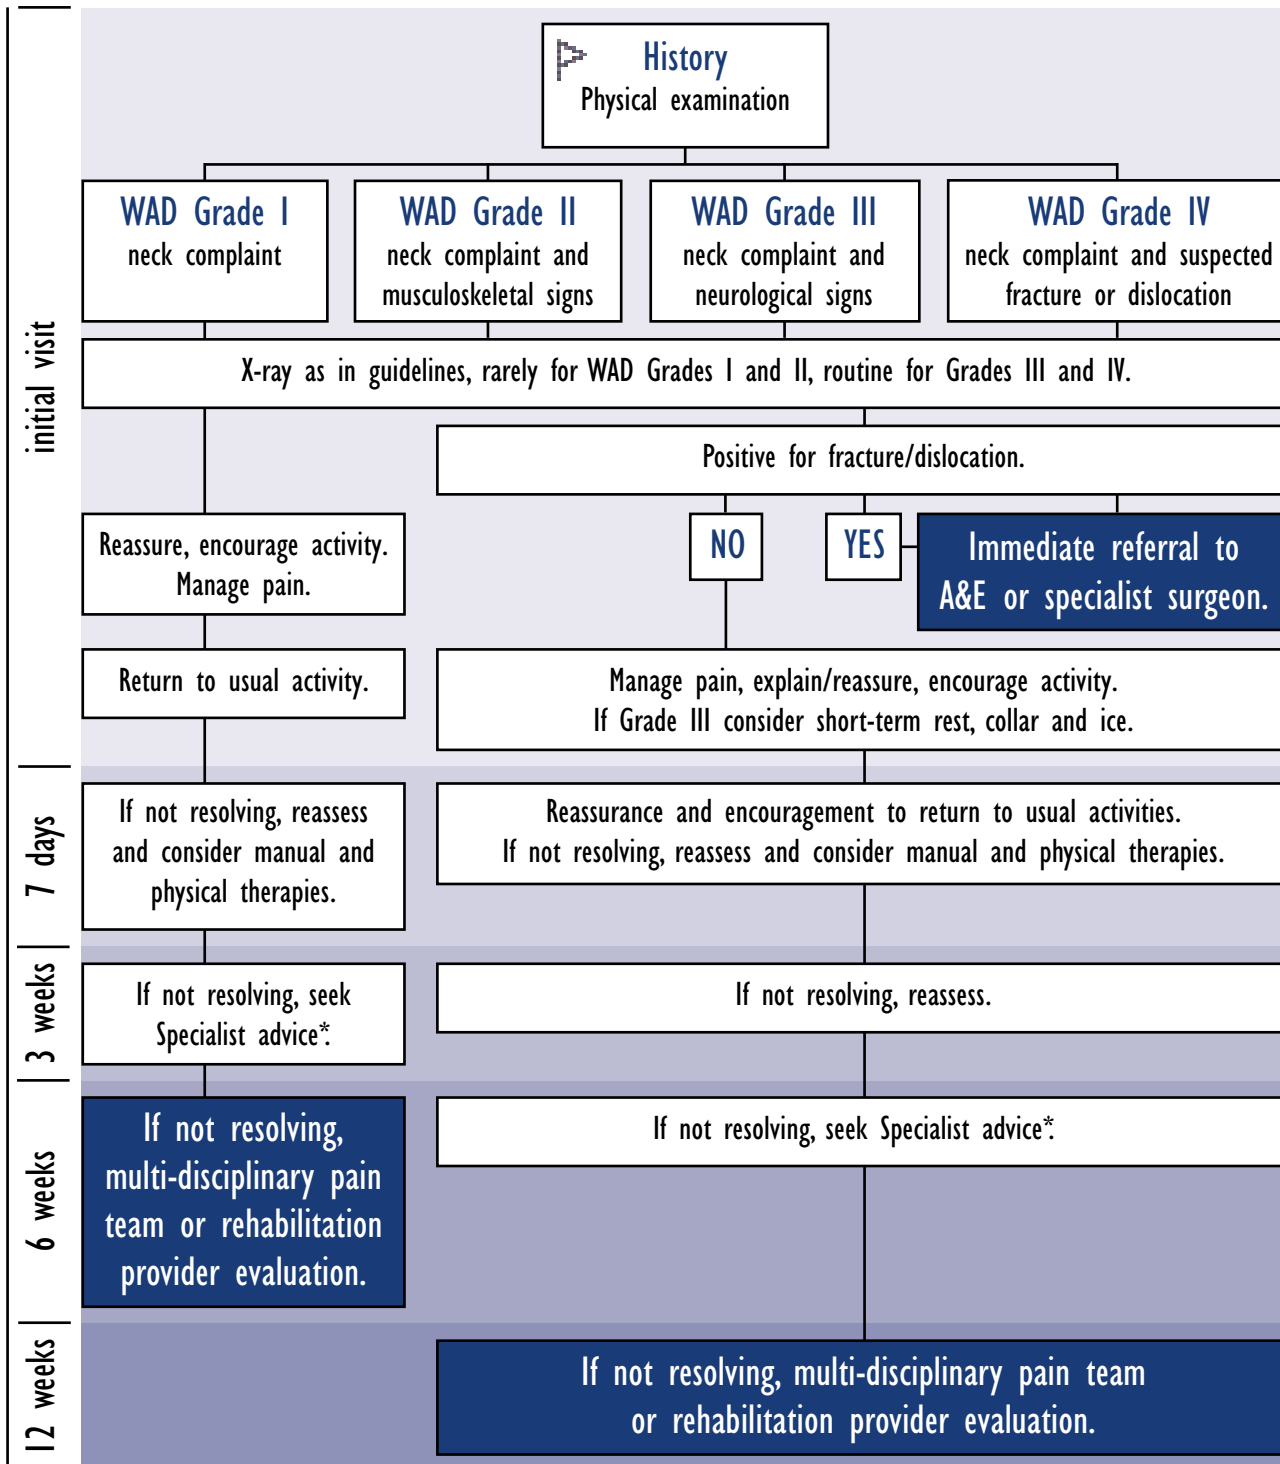 History
Physical examination
WAD Grade I
neck complaint
WAD Grade II
neck complaint and
musculoskeletal signs
WAD Grade III
neck complaint and
neurological signs
WAD Grade IV
neck complaint and suspected
fracture or dislocation
initial visit
X-ray as in guidelines, rarely for WAD Grades I and II, routine for Grades III and IV.
Positive for fracture/dislocation.
Reassure, encourage activity.
Manage pain.
NO
YES
Immediate referral to
A&E or specialist surgeon.
Return to usual activity.
Manage pain, explain/reassure, encourage activity.
If Grade III consider short-term rest, collar and ice.
7 days
If not resolving, reassess
and consider manual and
physical therapies.
Reassurance and encouragement to return to usual activities.
If not resolving, reassess and consider manual and physical therapies.
3 weeks
If not resolving, seek
Specialist advice*.
If not resolving, reassess.
6 weeks
If not resolving,
multi-disciplinary pain
team or rehabilitation
provider evaluation.
If not resolving, seek Specialist advice*.
12 weeks
If not resolving, multi-disciplinary pain team
or rehabilitation provider evaluation.